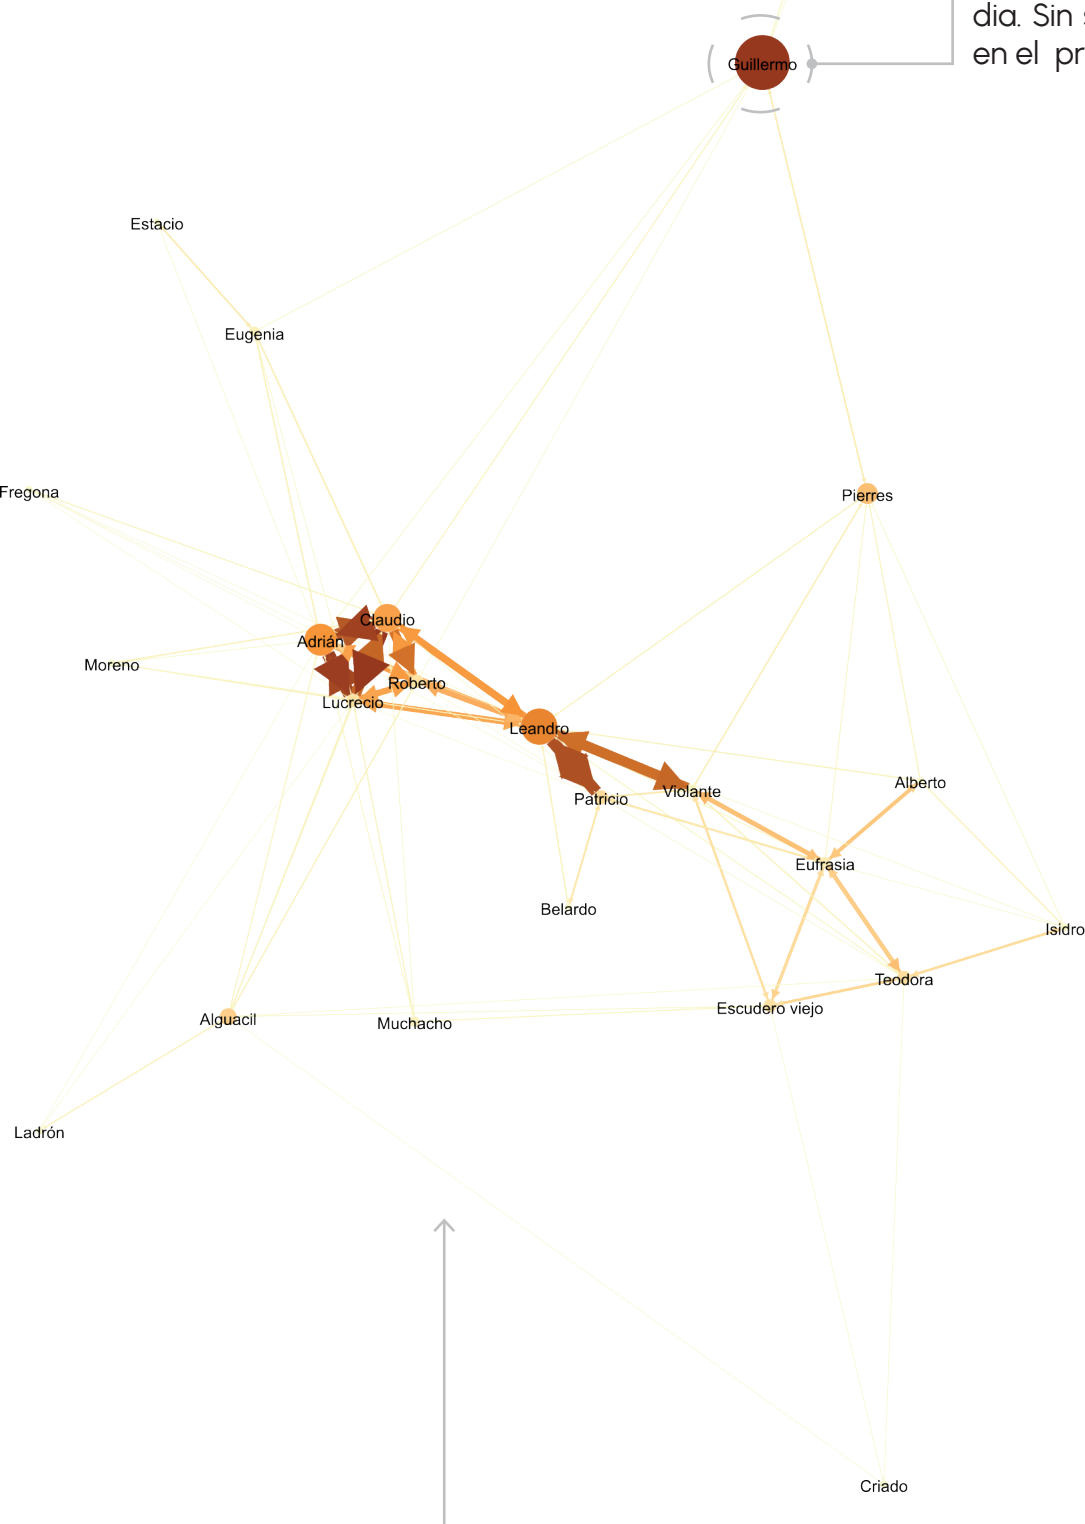 dia. Sin
en el pr
Guillermo
Estacio
Eugenia
Fregona
Pierres
Claudio
Adrián
Moreno
Roberto
Lucrecio
Leandro
Alberto
Violante
Patricio
Eufrasia
Belardo
Isidro
Teodora
Escudero viejo
Alguacil
Muchacho
Ladrón
Criado